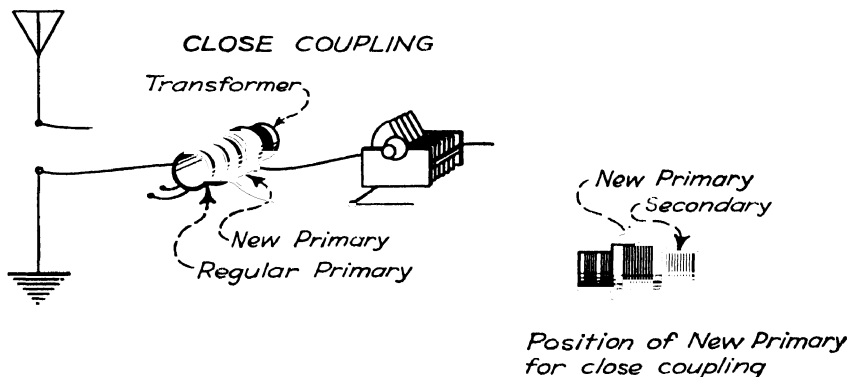 CLOSE COUPLING
Transformer
New Primary
Regular Primary
New Primary
Secondary
Position of New Primary
for close coupling